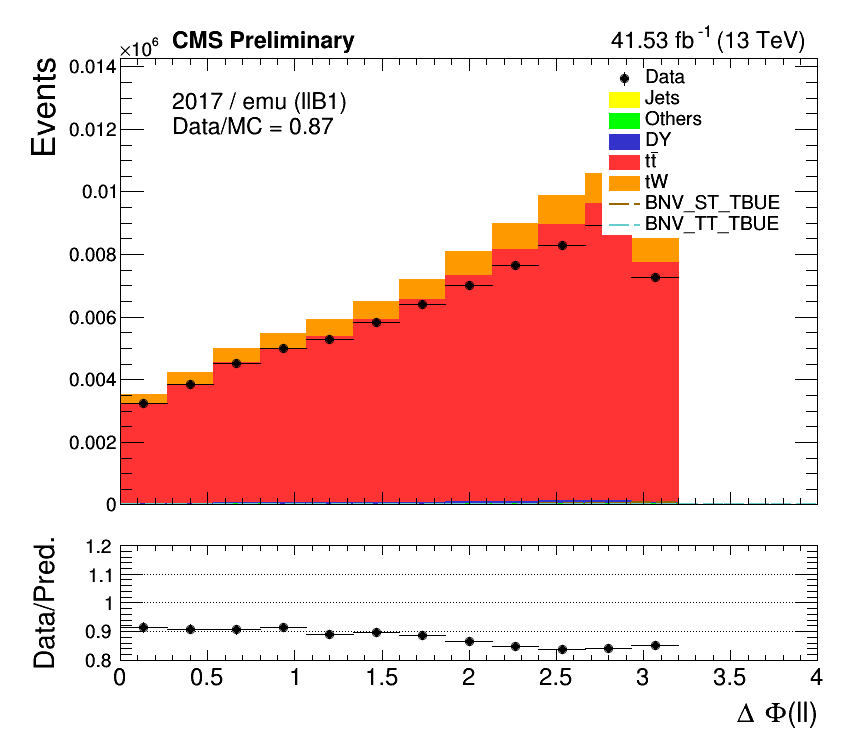 ×10⁶ CMS Preliminary 41.53 fb⁻¹ (13 TeV)
Events
0.014
0.012
0.01
0.008
0.006
0.004
0.002
0
2017 / emu (llB1)
Data/MC = 0.87
Data
Jets
Others
DY
tt̄
tW
BNV_ST_TBUE
BNV_TT_TBUE
Data/Pred.
1.2
1.1
1
0.9
0.8
0 0.5 1 1.5 2 2.5 3 3.5 4
Δ Φ(ll)